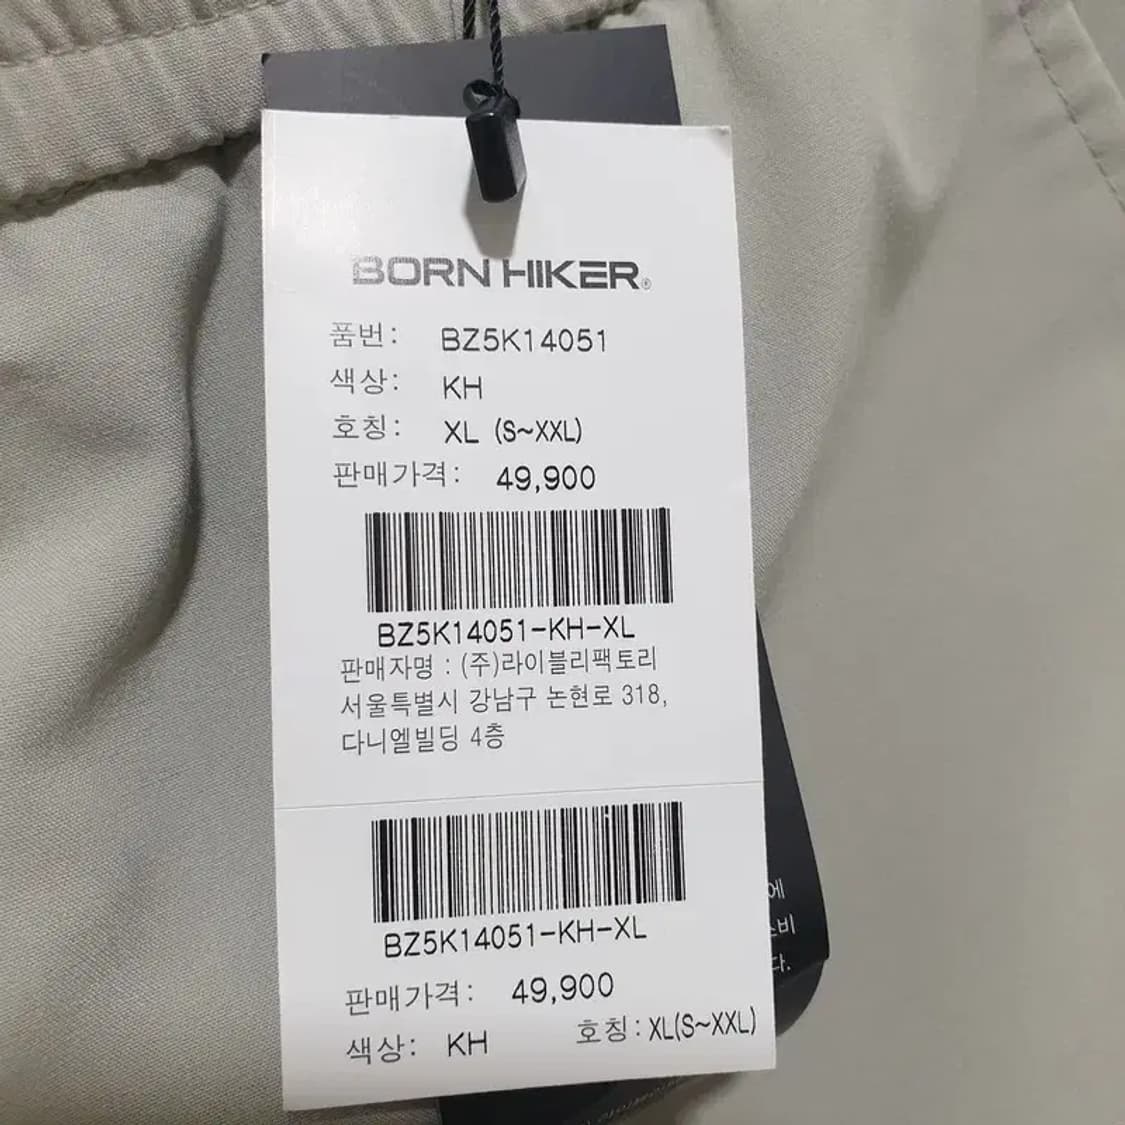 BORN HIKER®
품번: BZ5K14051
색상: KH
호칭: XL (S~XXL)
판매가격: 49,900
BZ5K14051-KH-XL
판매자명 : (주)라이블리팩토리
서울특별시 강남구 논현로 318,
다니엘빌딩 4층
BZ5K14051-KH-XL
판매가격: 49,900
색상: KH 호칭: XL(S~XXL)
에
다.